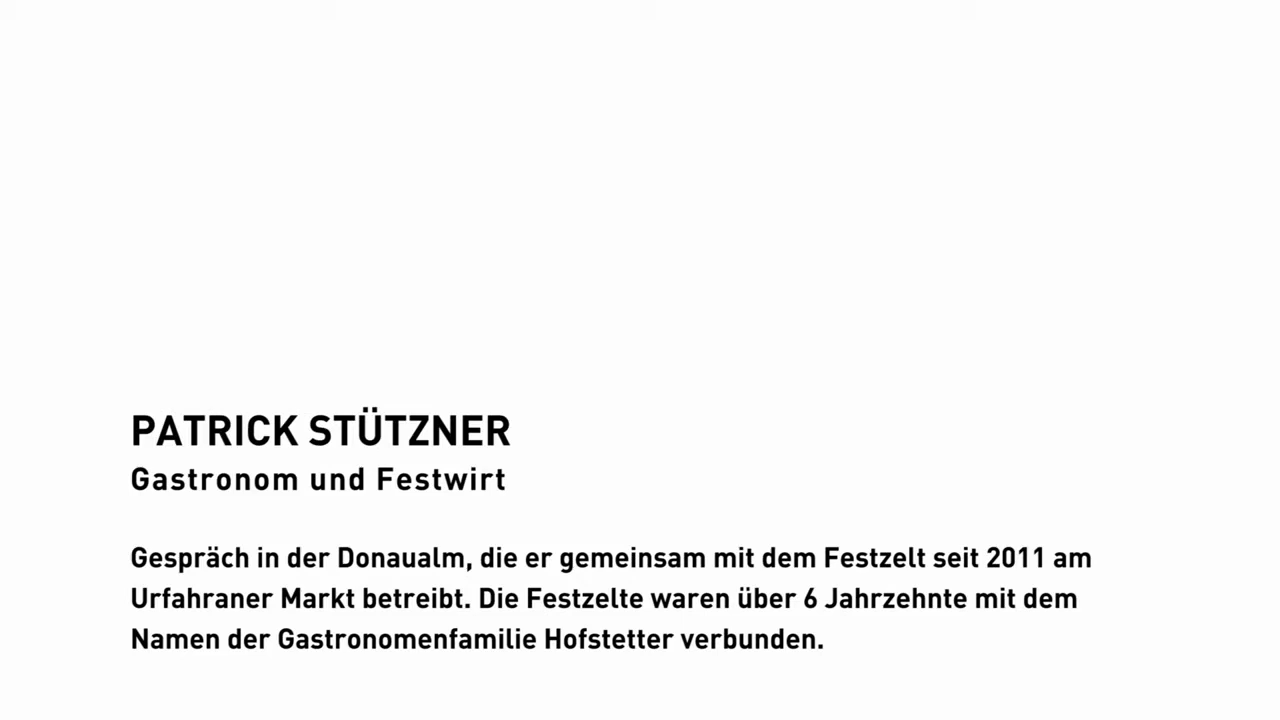 PATRICK STÜTZNER
Gastronom und Festwirt
Gespräch in der Donaualm, die er gemeinsam mit dem Festzelt seit 2011 am
Urfahraner Markt betreibt. Die Festzelte waren über 6 Jahrzehnte mit dem
Namen der Gastronomenfamilie Hofstetter verbunden.